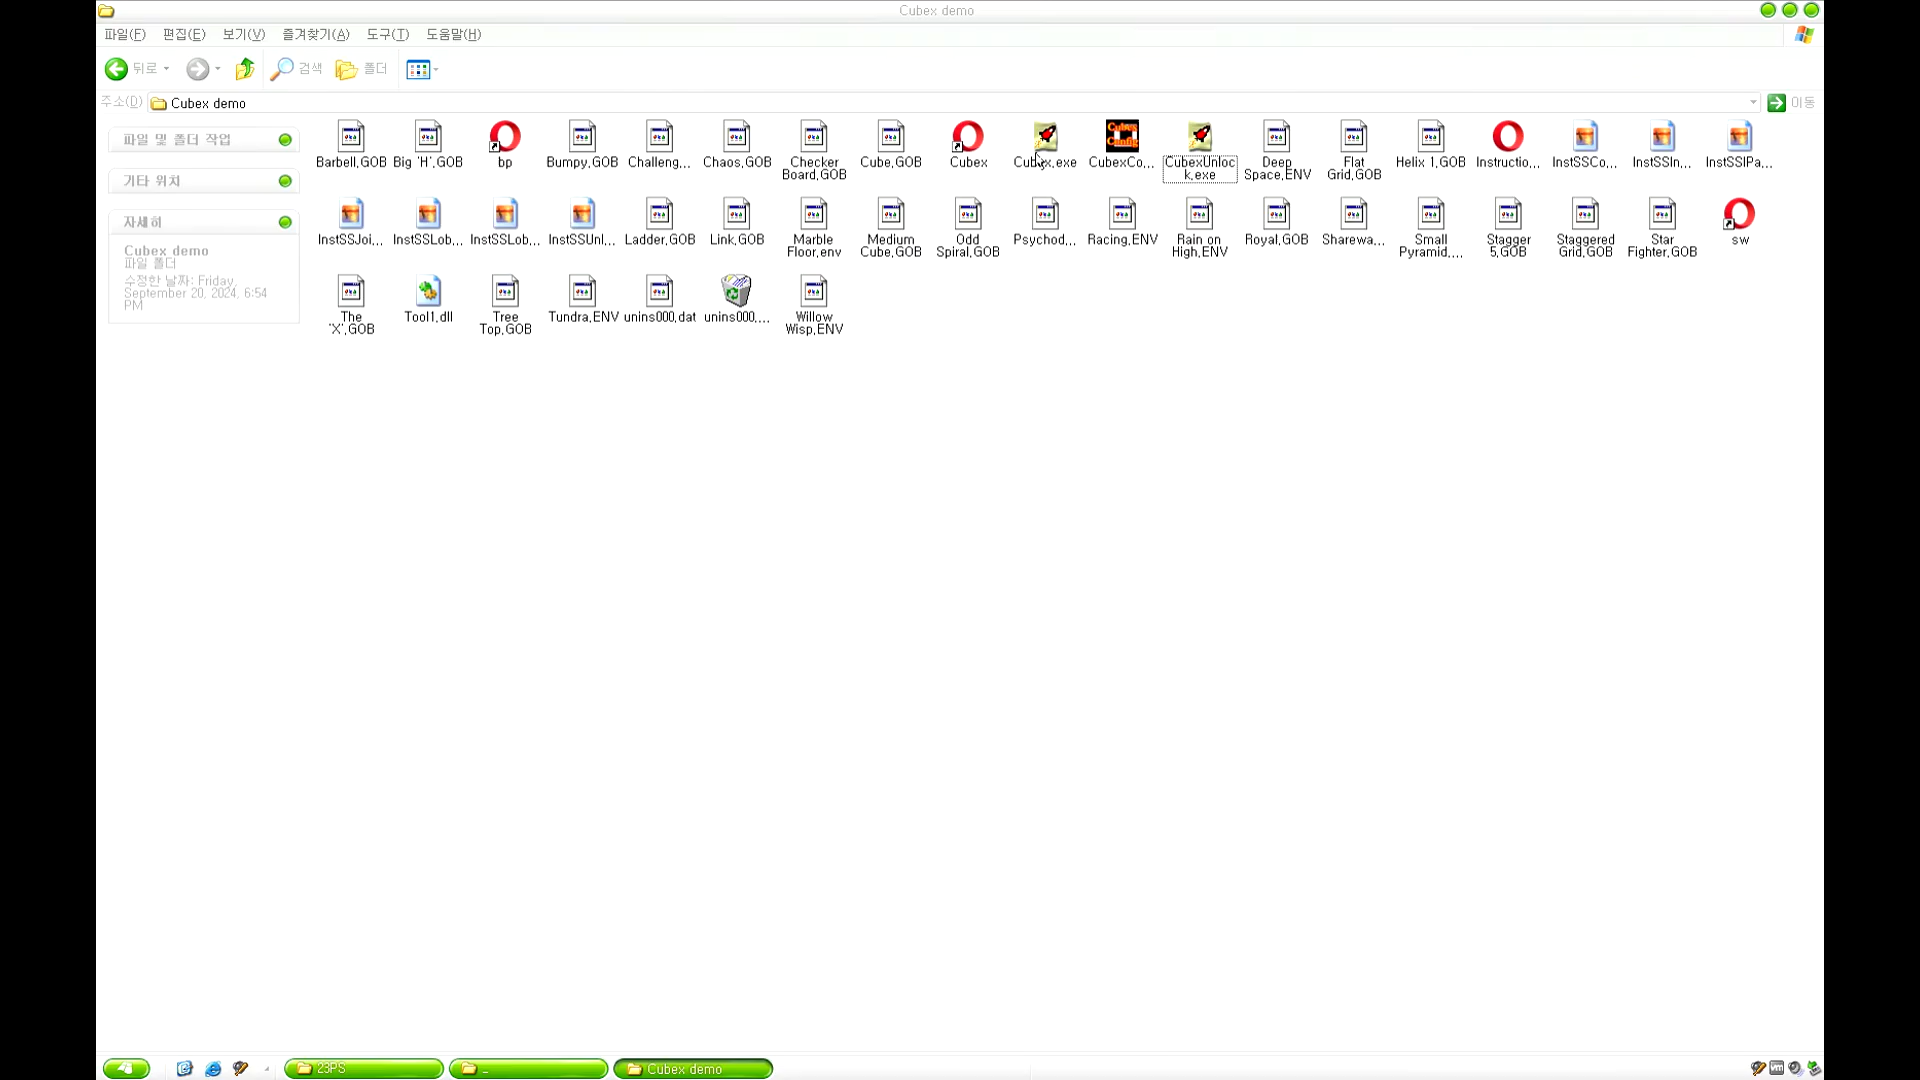 Cubex demo
파일(F) 편집(E) 보기(V) 즐겨찾기(A) 도구(T) 도움말(H)
뒤로 검색 폴더
주소(D) Cubex demo 이동
파일 및 폴더 작업
기타 위치
자세히
Cubex demo
파일 폴더
수정한 날짜: Friday,
September 20, 2024, 6:54
PM
Barbell,GOB Big 'H',GOB bp Bumpy,GOB Challeng,,, Chaos,GOB Checker Cube,GOB Cubex Cubex,exe CubexCo,,, CubexUnloc Deep Flat Helix 1,GOB Instructio,,, InstSSCo,,, InstSSIn,,, InstSSIPa,,,
Board,GOB k,exe Space,ENV Grid,GOB
InstSSJoi,,, InstSSLob,,, InstSSLob,,, InstSSUnl,,, Ladder,GOB Link,GOB Marble Medium Odd Psychod,,, Racing,ENV Rain on Royal,GOB Sharewa,,, Small Stagger Staggered Star sw
Floor,env Cube,GOB Spiral,GOB High,ENV Pyramid,,,, 5,GOB Grid,GOB Fighter,GOB
The Tool1,dll Tree Tundra,ENV unins000,dat unins000,,,, Willow
'X',GOB Top,GOB Wisp,ENV
Cubex Config
23PS _ Cubex demo